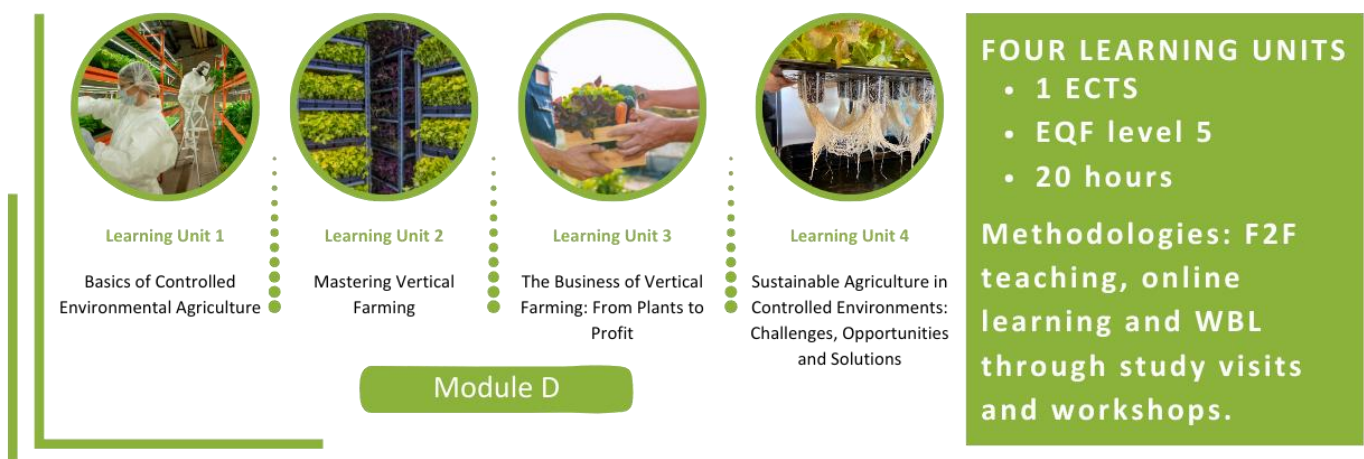 Learning Unit 1
Basics of Controlled
Environmental Agriculture
Learning Unit 2
Mastering Vertical
Farming
Learning Unit 3
The Business of Vertical
Farming: From Plants to
Profit
Learning Unit 4
Sustainable Agriculture in
Controlled Environments:
Challenges, Opportunities
and Solutions
Module D
FOUR LEARNING UNITS
• 1 ECTS
• EQF level 5
• 20 hours
Methodologies: F2F
teaching, online
learning and WBL
through study visits
and workshops.